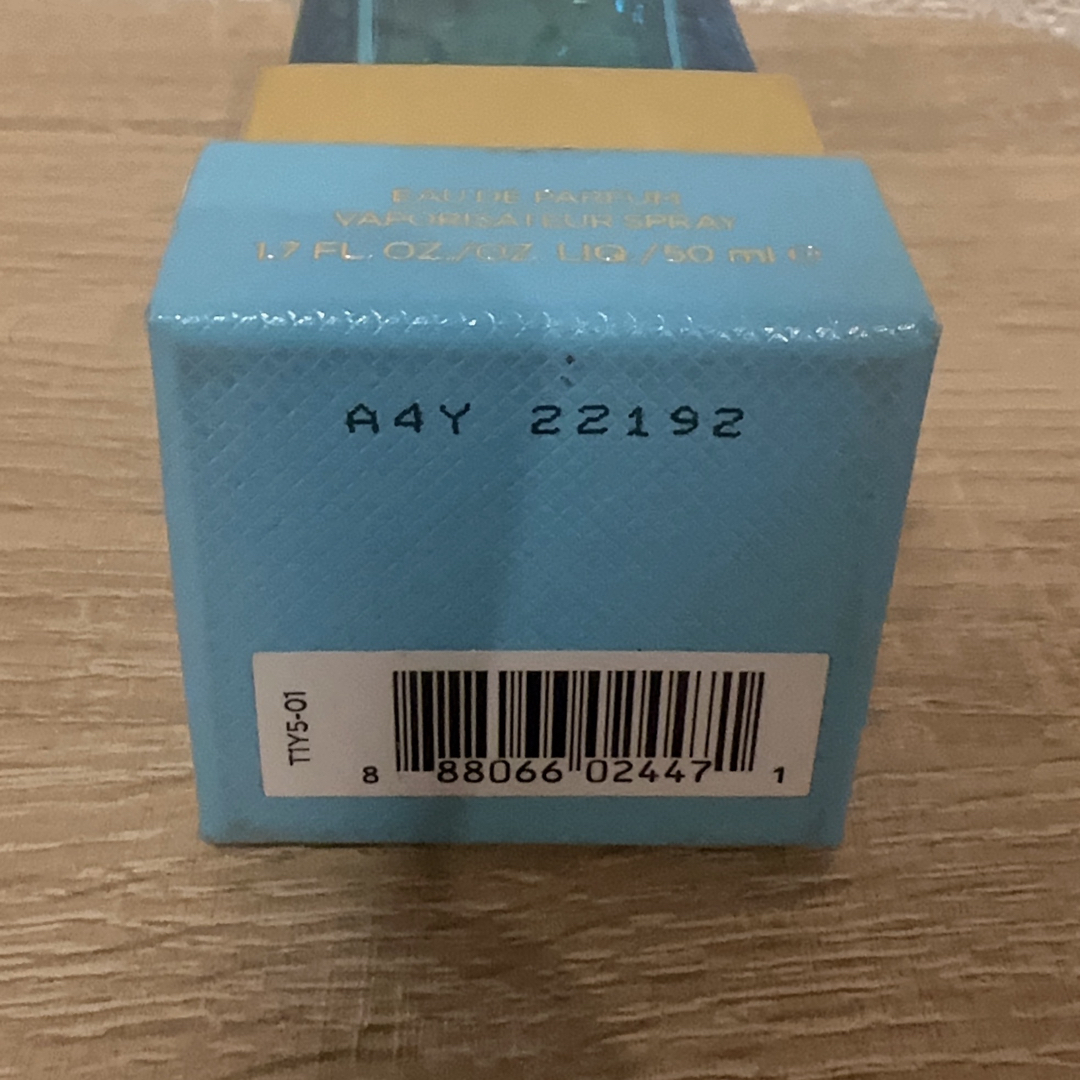 EAU DE PARFUM
VAPORISATEUR SPRAY
1.7 FL. OZ./OZ. LIQ/50 ml e
A4Y 22192
T1Y5-01
8 88066 02447 1